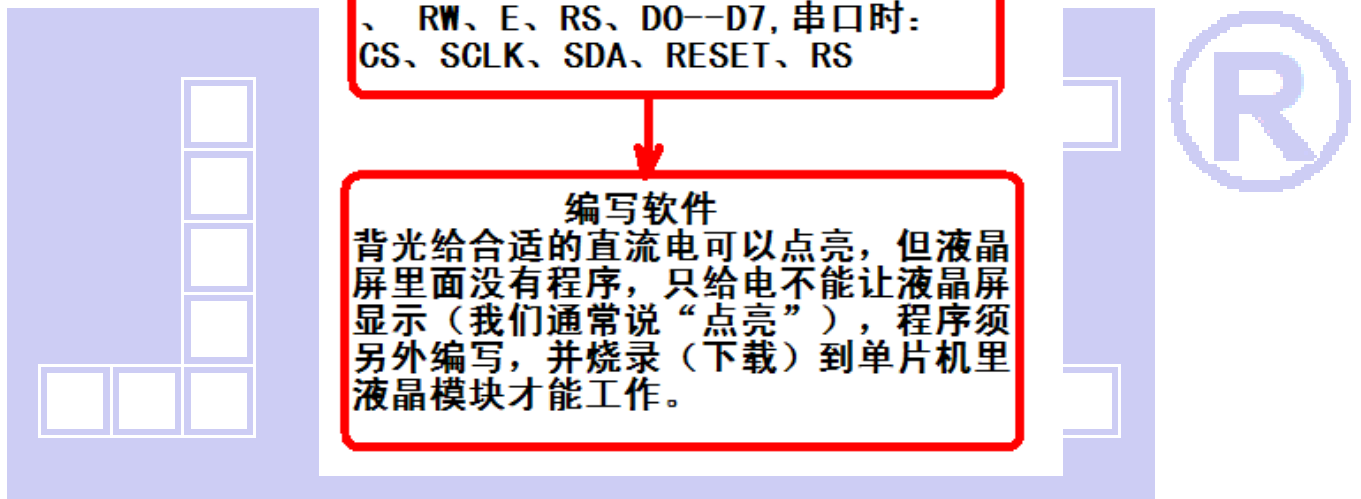 、 RW、E、RS、D0--D7,串口时：
CS、SCLK、SDA、RESET、RS
编写软件
背光给合适的直流电可以点亮，但液晶
屏里面没有程序，只给电不能让液晶屏
显示（我们通常说“点亮”），程序须
另外编写，并烧录（下载）到单片机里
液晶模块才能工作。
R